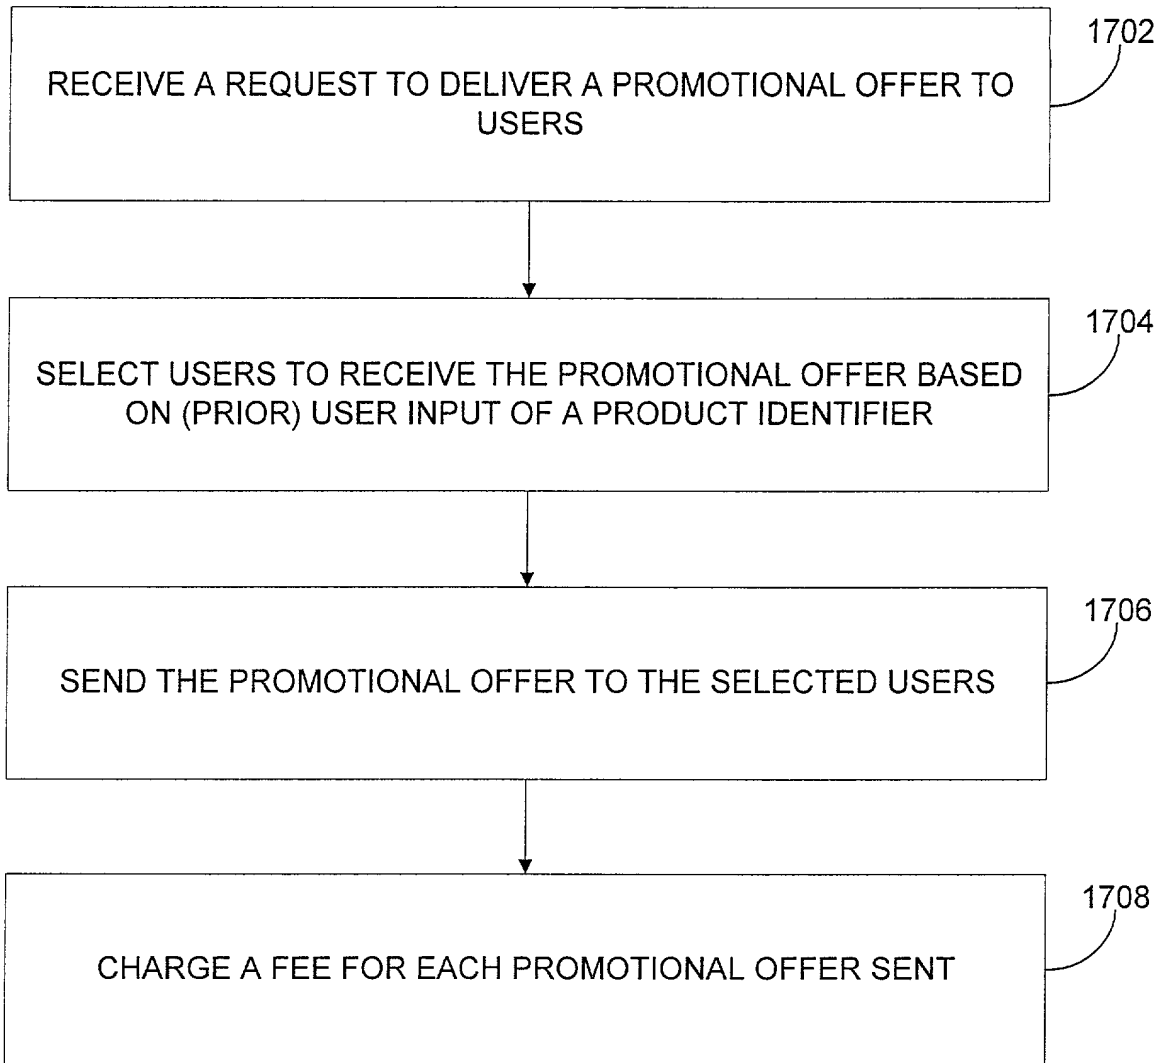 1702
RECEIVE A REQUEST TO DELIVER A PROMOTIONAL OFFER TO
USERS
1704
SELECT USERS TO RECEIVE THE PROMOTIONAL OFFER BASED
ON (PRIOR) USER INPUT OF A PRODUCT IDENTIFIER
1706
SEND THE PROMOTIONAL OFFER TO THE SELECTED USERS
1708
CHARGE A FEE FOR EACH PROMOTIONAL OFFER SENT